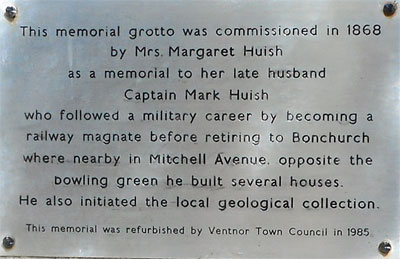 This memorial grotto was commissioned in 1868
by Mrs. Margaret Huish
as a memorial to her late husband
Captain Mark Huish
who followed a military career by becoming a
railway magnate before retiring to Bonchurch
where nearby in Mitchell Avenue. opposite the
bowling green he built several houses.
He also initiated the local geological collection.
This memorial was refurbished by Ventnor Town Council in 1985